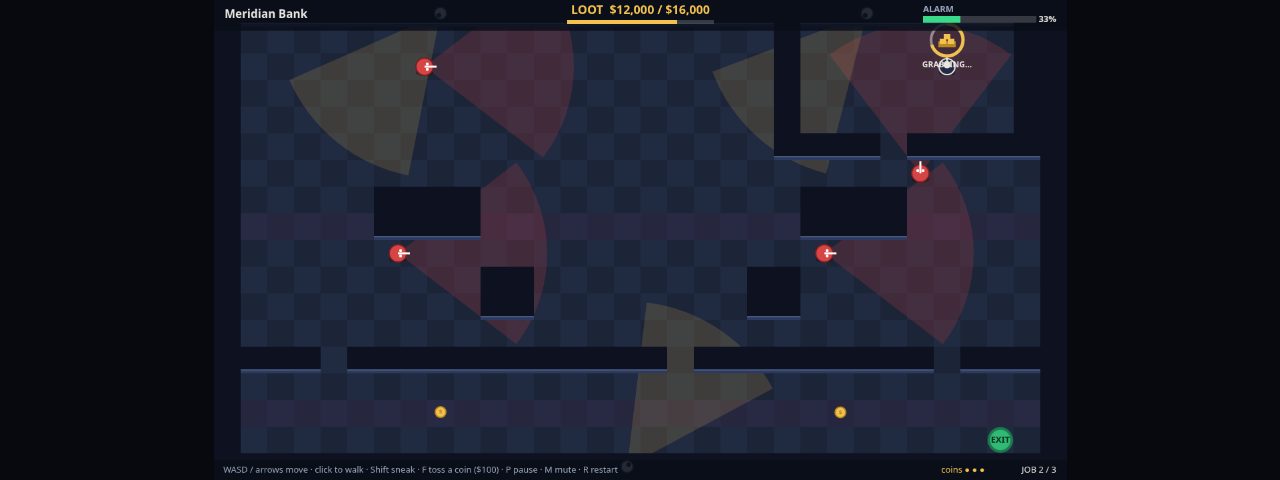 Meridian Bank
LOOT $12,000 / $16,000
ALARM
33%
GRABBING...
EXIT
WASD / arrows move · click to walk · Shift sneak · F toss a coin ($100) · P pause · M mute · R restart
coins
JOB 2 / 3